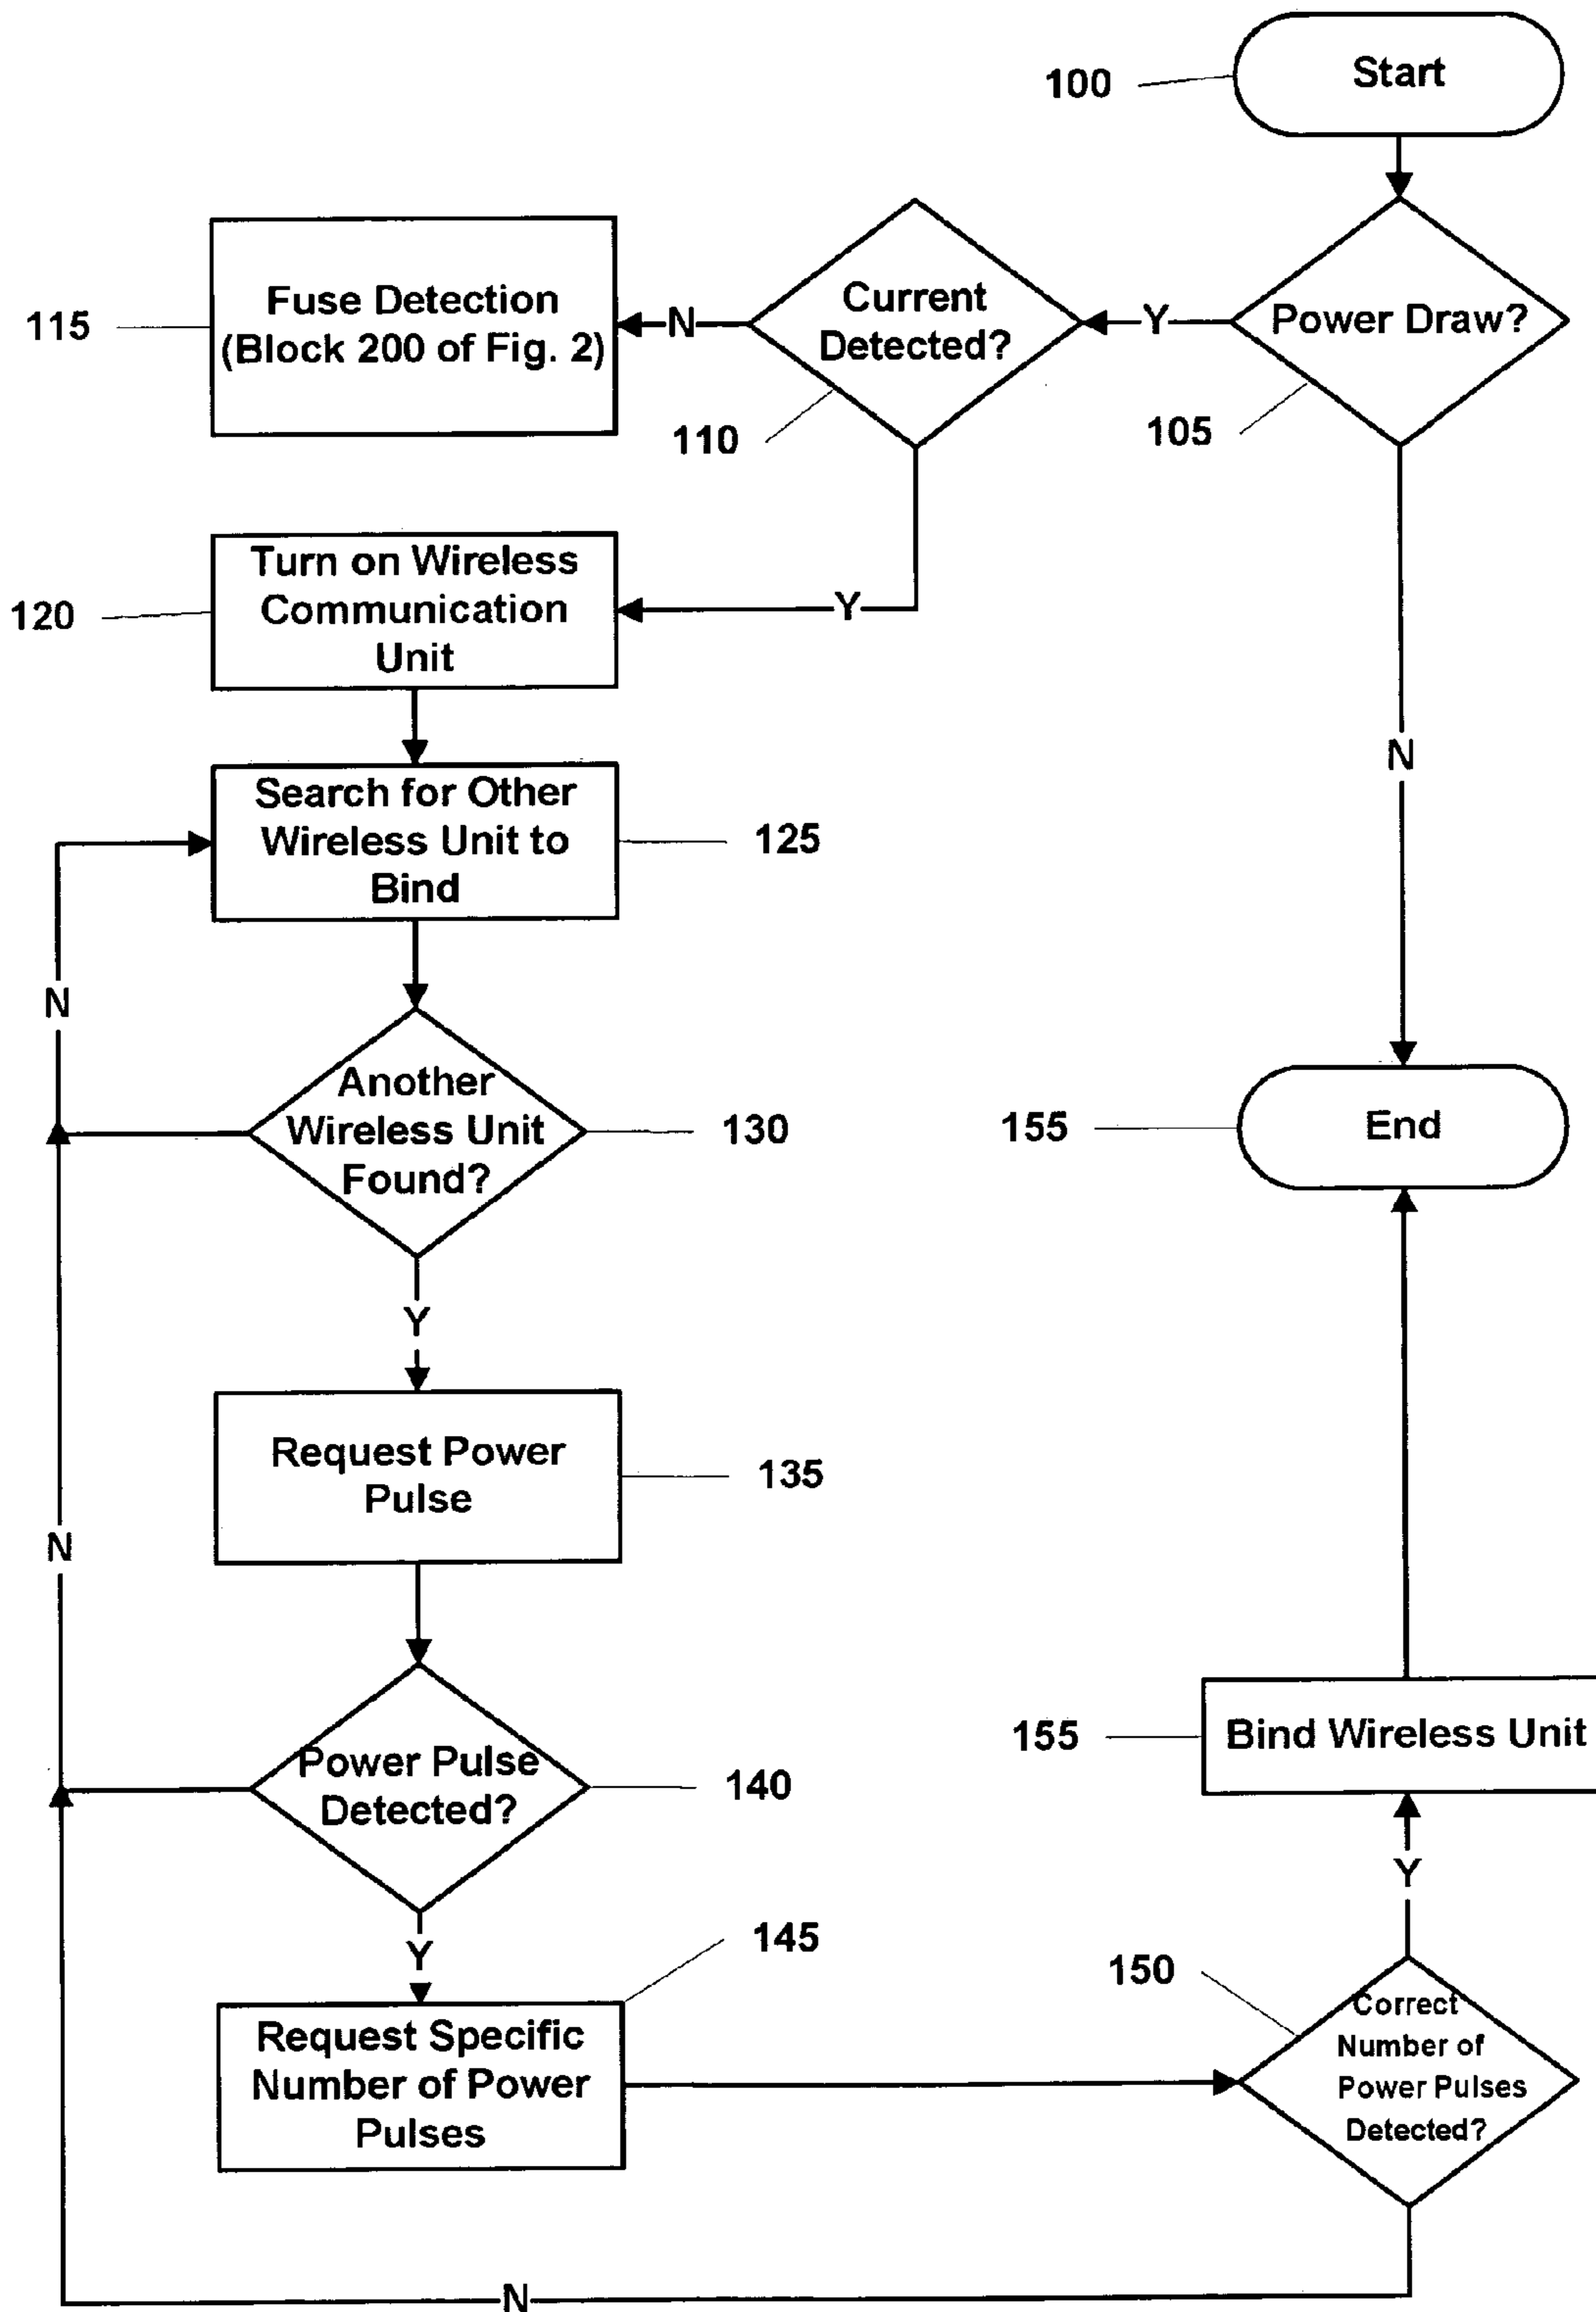 100
Start
Fuse Detection
(Block 200 of Fig. 2)
115
N
Current
Detected?
110
Y
Power Draw?
105
Turn on Wireless
Communication
Unit
120
Y
N
Search for Other
Wireless Unit to
Bind
125
N
Another
Wireless Unit
Found?
130
155
End
Y
Request Power
Pulse
135
N
Power Pulse
Detected?
140
155
Bind Wireless Unit
Y
Y
145
Request Specific
Number of Power
Pulses
150
Correct
Number of
Power Pulses
Detected?
N